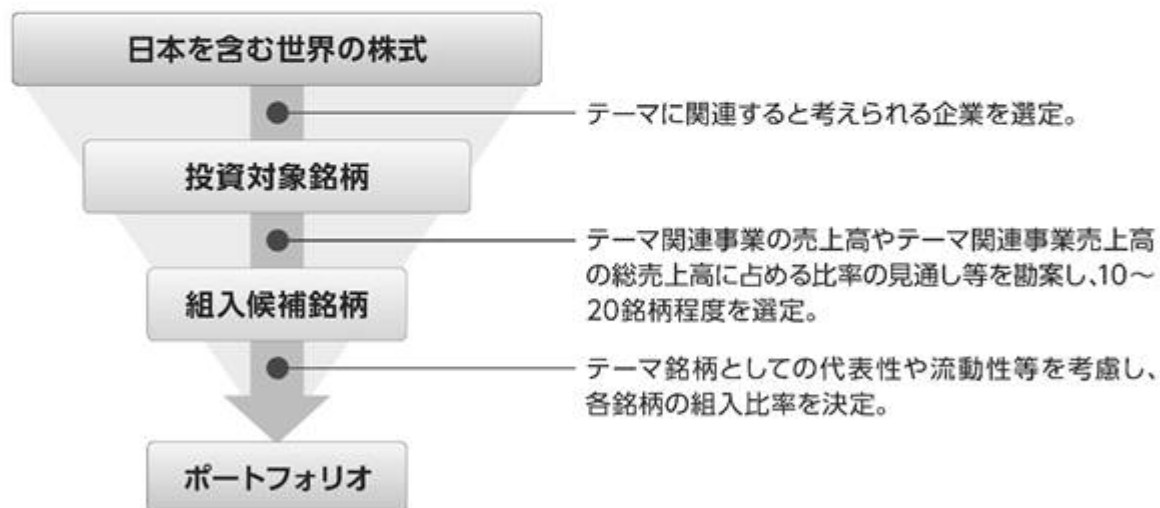 日本を含む世界の株式
テーマに関連すると考えられる企業を選定。
投資対象銘柄
テーマ関連事業の売上高やテーマ関連事業売上高
の総売上高に占める比率の見通し等を勘案し、10～
20銘柄程度を選定。
組入候補銘柄
テーマ銘柄としての代表性や流動性等を考慮し、
各銘柄の組入比率を決定。
ポートフォリオ